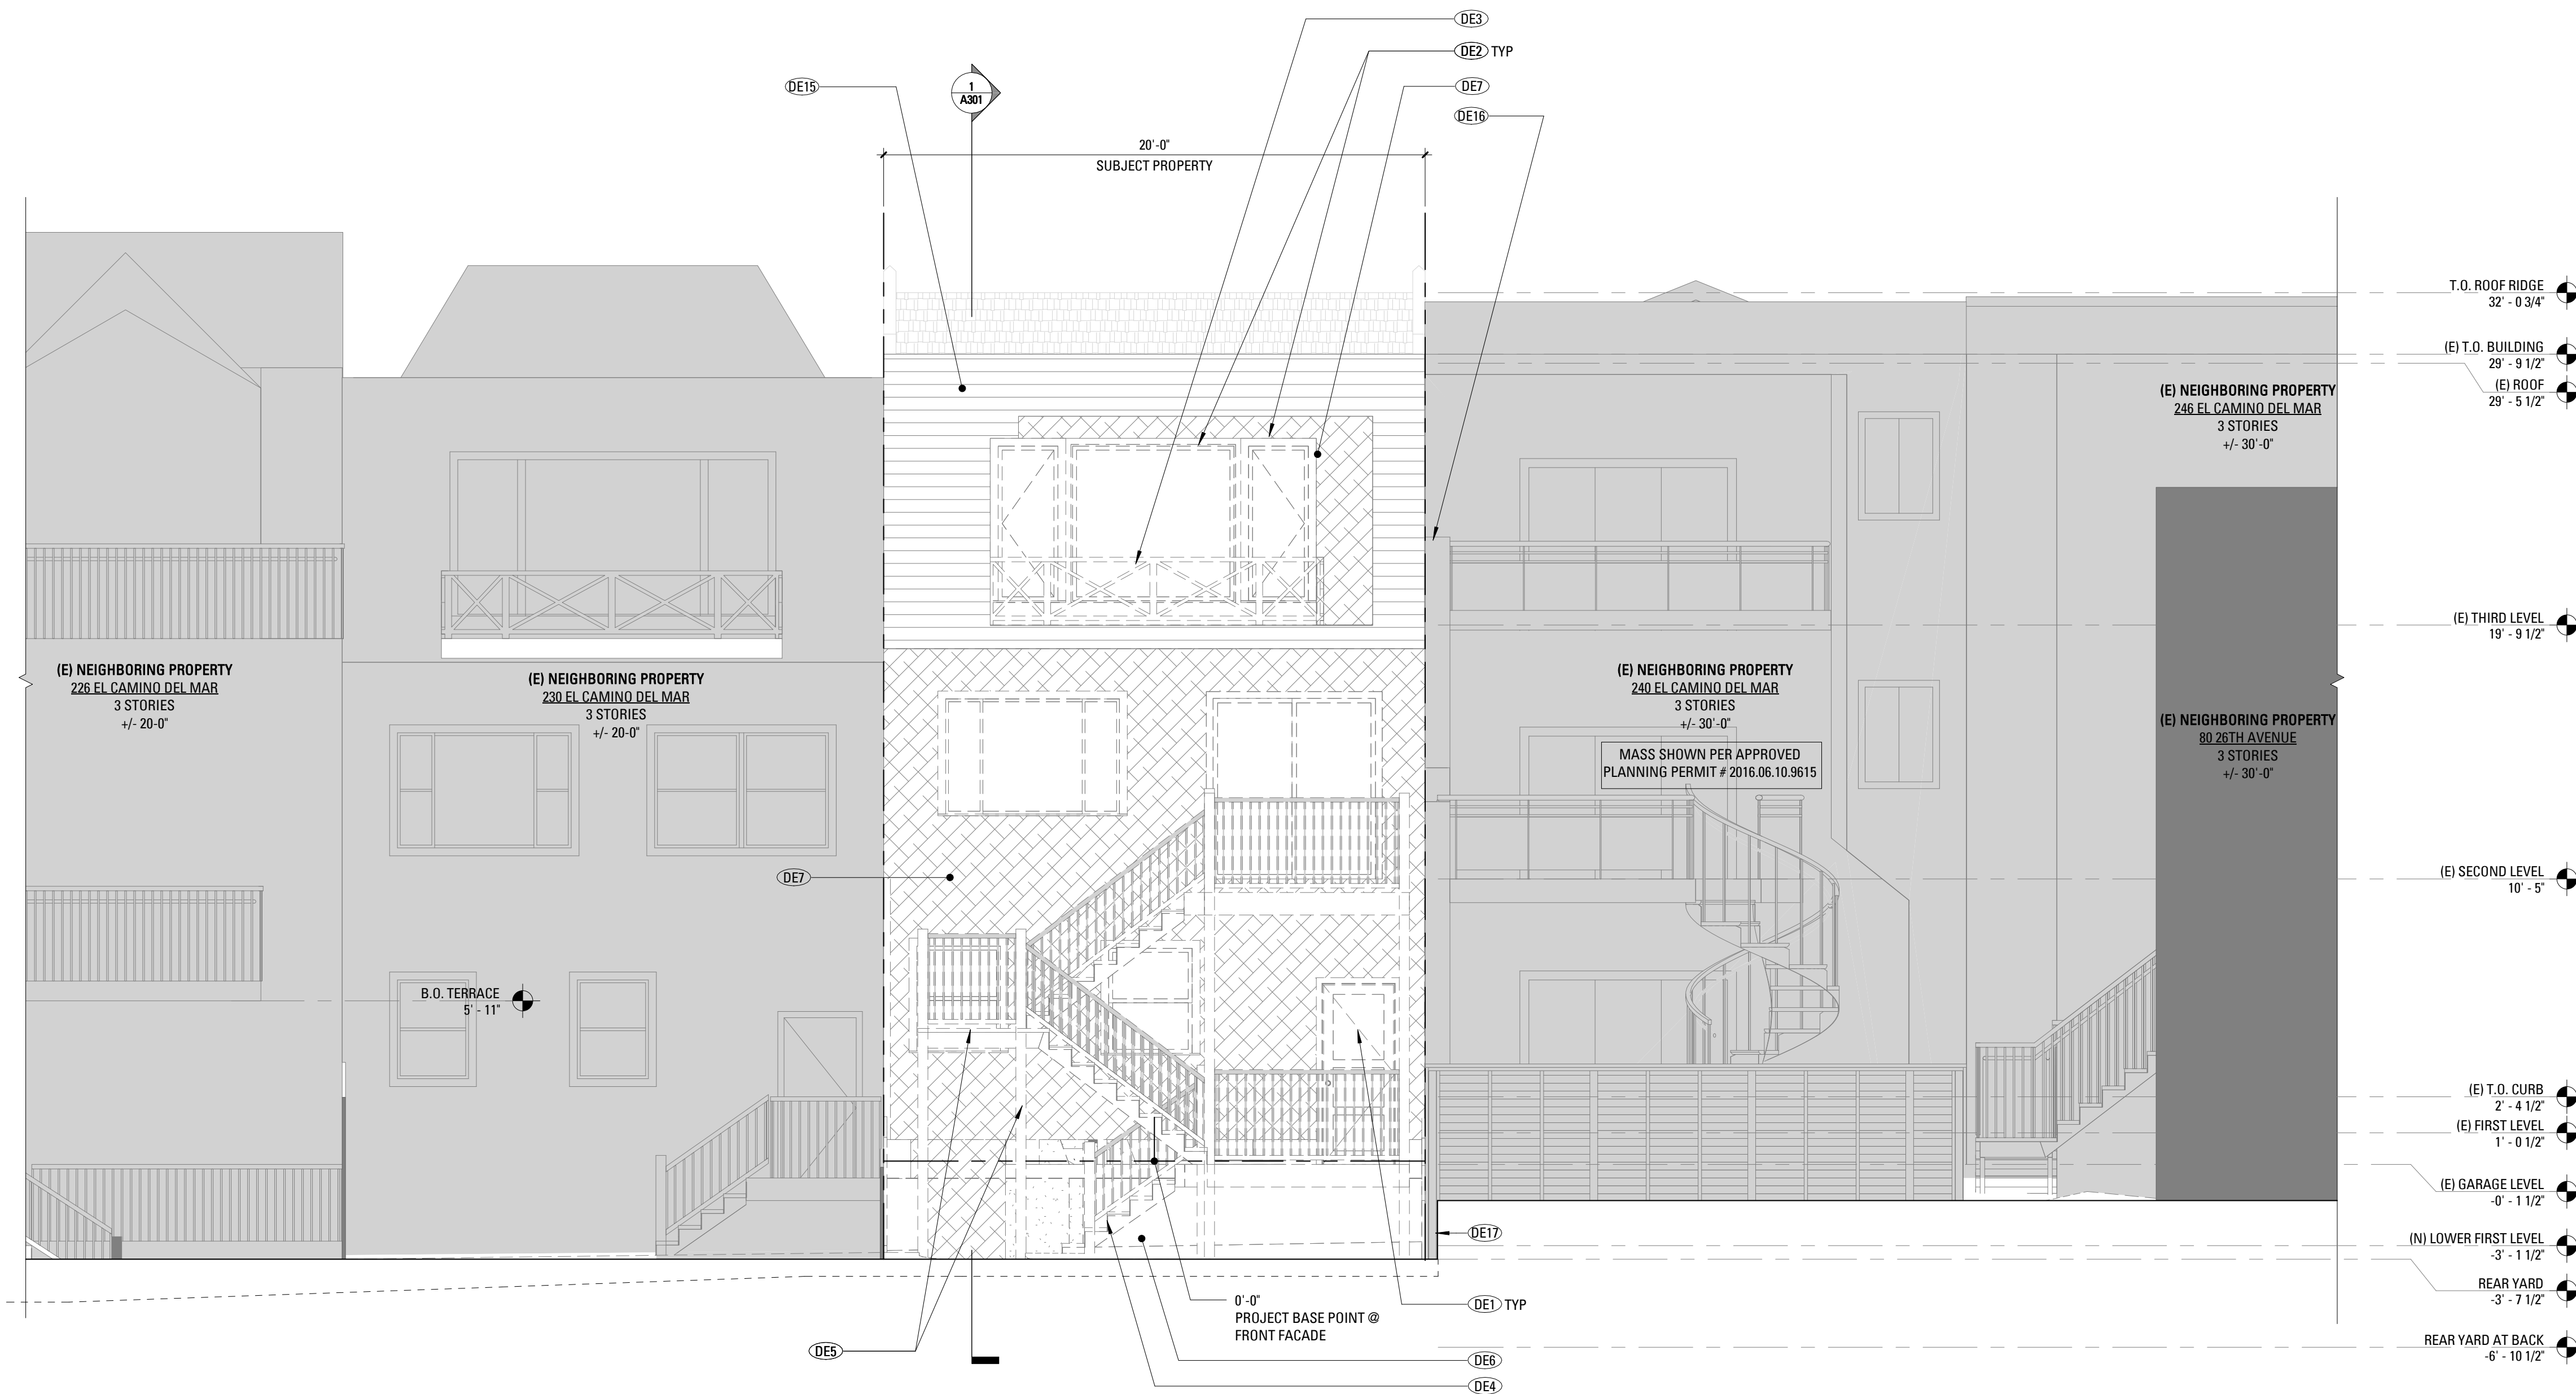 DE3
DE2 TYP
DE15
1
A301
DE7
DE16
20'-0"
SUBJECT PROPERTY
T.O. ROOF RIDGE
32' - 0 3/4"
(E) T.O. BUILDING
29' - 9 1/2"
(E) ROOF
29' - 5 1/2"
(E) NEIGHBORING PROPERTY
246 EL CAMINO DEL MAR
3 STORIES
+/- 30'-0"
(E) THIRD LEVEL
19' - 9 1/2"
(E) NEIGHBORING PROPERTY
226 EL CAMINO DEL MAR
3 STORIES
+/- 20-0"
(E) NEIGHBORING PROPERTY
230 EL CAMINO DEL MAR
3 STORIES
+/- 20-0"
(E) NEIGHBORING PROPERTY
240 EL CAMINO DEL MAR
3 STORIES
+/- 30'-0"
MASS SHOWN PER APPROVED
PLANNING PERMIT # 2016.06.10.9615
(E) NEIGHBORING PROPERTY
80 26TH AVENUE
3 STORIES
+/- 30'-0"
DE7
(E) SECOND LEVEL
10' - 5"
B.O. TERRACE
5' - 11"
(E) T.O. CURB
2' - 4 1/2"
(E) FIRST LEVEL
1' - 0 1/2"
(E) GARAGE LEVEL
-0' - 1 1/2"
DE17
(N) LOWER FIRST LEVEL
-3' - 1 1/2"
REAR YARD
-3' - 7 1/2"
0'-0"
PROJECT BASE POINT @
FRONT FACADE
DE1 TYP
DE5
REAR YARD AT BACK
-6' - 10 1/2"
DE6
DE4